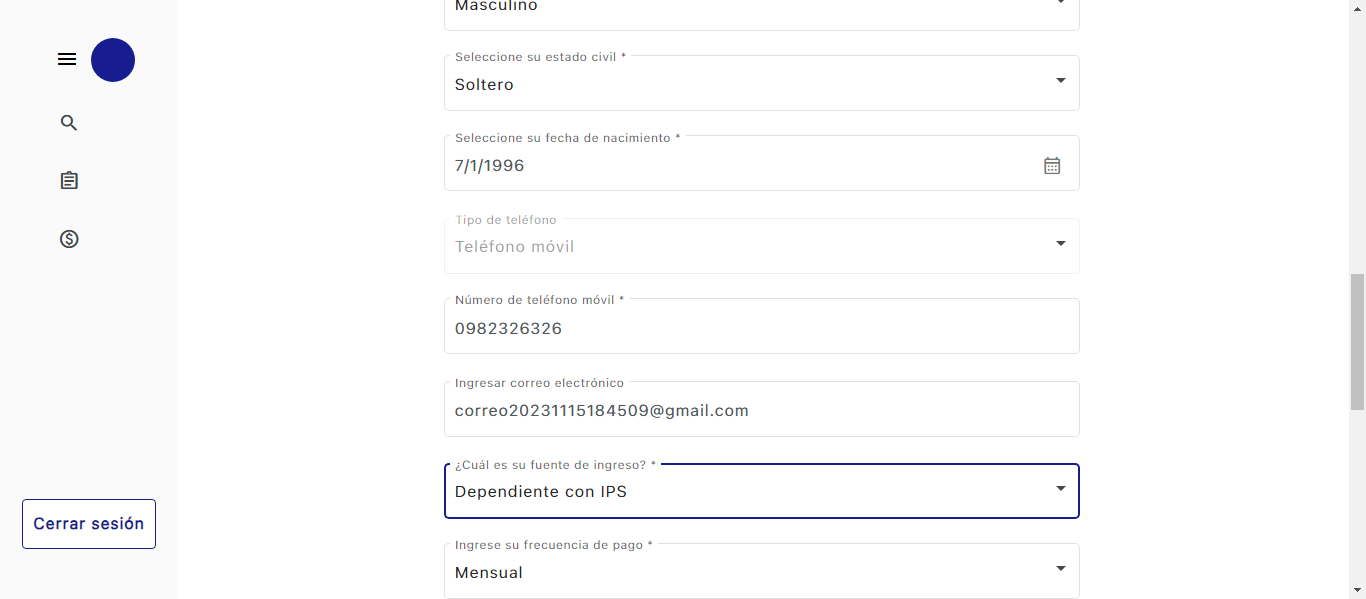 Masculino
Seleccione su estado civil *
Soltero
Seleccione su fecha de nacimiento *
7/1/1996
Tipo de teléfono
Teléfono móvil
Número de teléfono móvil *
0982326326
Ingresar correo electrónico
correo20231115184509@gmail.com
¿Cuál es su fuente de ingreso? *
Dependiente con IPS
Cerrar sesión
Ingrese su frecuencia de pago *
Mensual